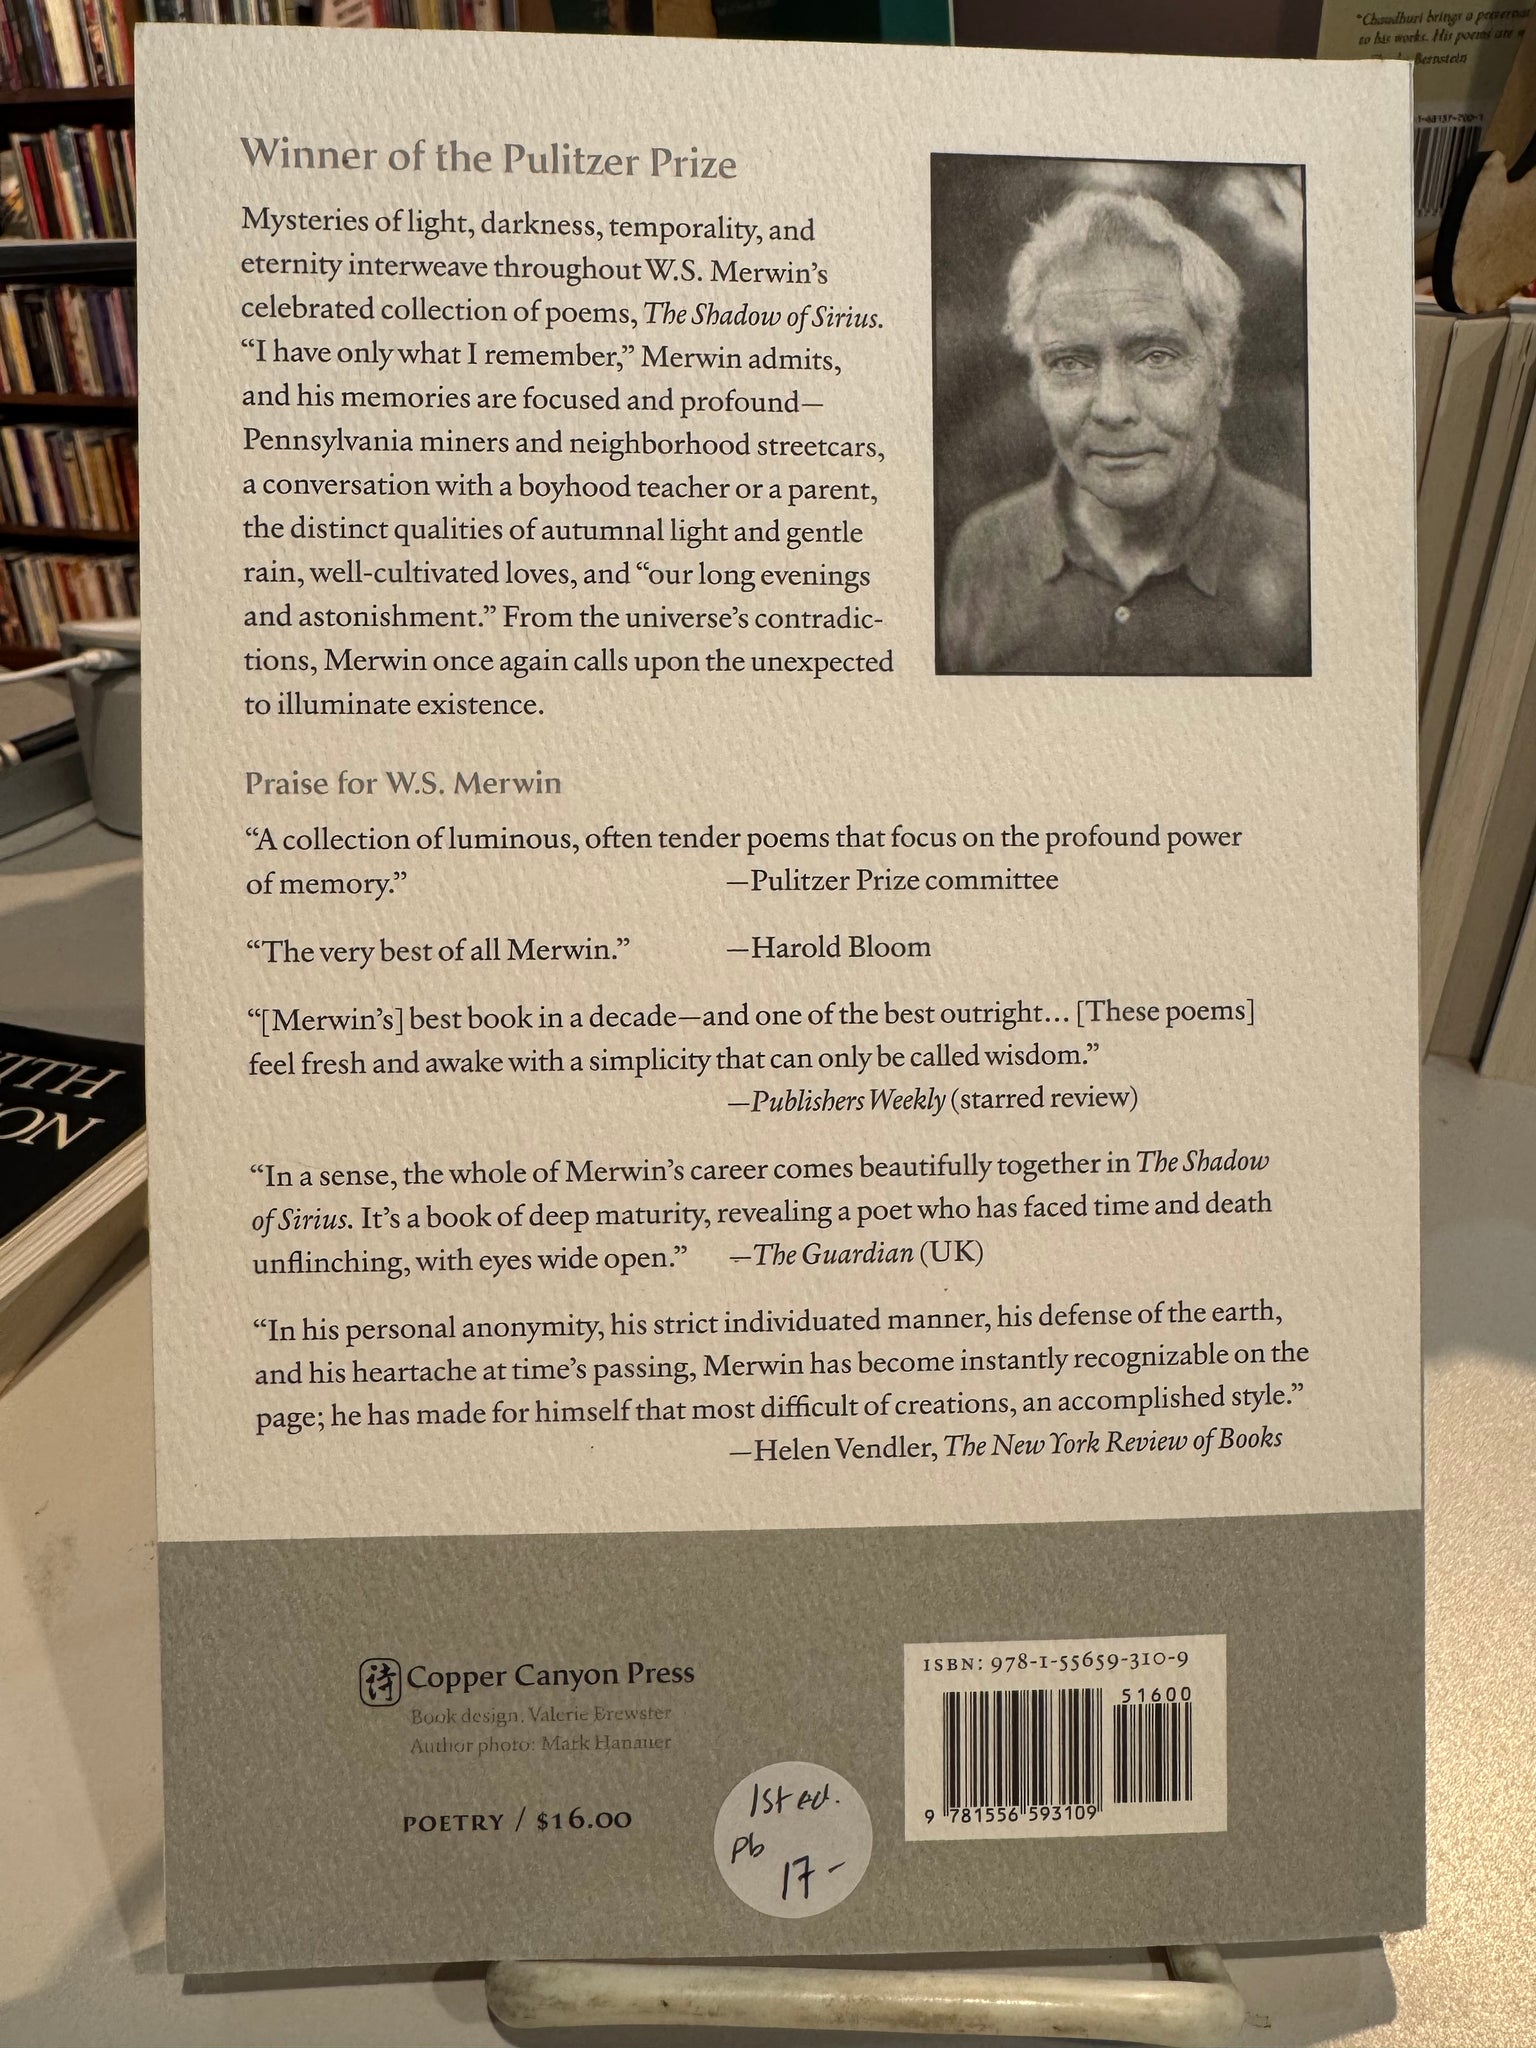 "Chaudhuri brings a
to his works. His poems are
Bernstein
Winner of the Pulitzer Prize
Mysteries of light, darkness, temporality, and
eternity interweave throughout W.S. Merwin's
celebrated collection of poems, The Shadow of Sirius.
“I have only what I remember,” Merwin admits,
and his memories are focused and profound—
Pennsylvania miners and neighborhood streetcars,
a conversation with a boyhood teacher or a parent,
the distinct qualities of autumnal light and gentle
rain, well-cultivated loves, and “our long evenings
and astonishment.” From the universe’s contradic-
tions, Merwin once again calls upon the unexpected
to illuminate existence.
Praise for W.S. Merwin
“A collection of luminous, often tender poems that focus on the profound power
of memory.” —Pulitzer Prize committee
“The very best of all Merwin.” —Harold Bloom
“[Merwin’s] best book in a decade—and one of the best outright… [These poems]
feel fresh and awake with a simplicity that can only be called wisdom.”
—Publishers Weekly (starred review)
“In a sense, the whole of Merwin’s career comes beautifully together in The Shadow
of Sirius. It’s a book of deep maturity, revealing a poet who has faced time and death
unflinching, with eyes wide open.” —The Guardian (UK)
“In his personal anonymity, his strict individuated manner, his defense of the earth,
and his heartache at time’s passing, Merwin has become instantly recognizable on the
page; he has made for himself that most difficult of creations, an accomplished style.”
—Helen Vendler, The New York Review of Books
詩 Copper Canyon Press
Book design: Valerie Brewster
Author photo: Mark Hanauer
POETRY / $16.00
1st ed.
pb
17-
ISBN: 978-1-55659-310-9
51600
9 781556 593109